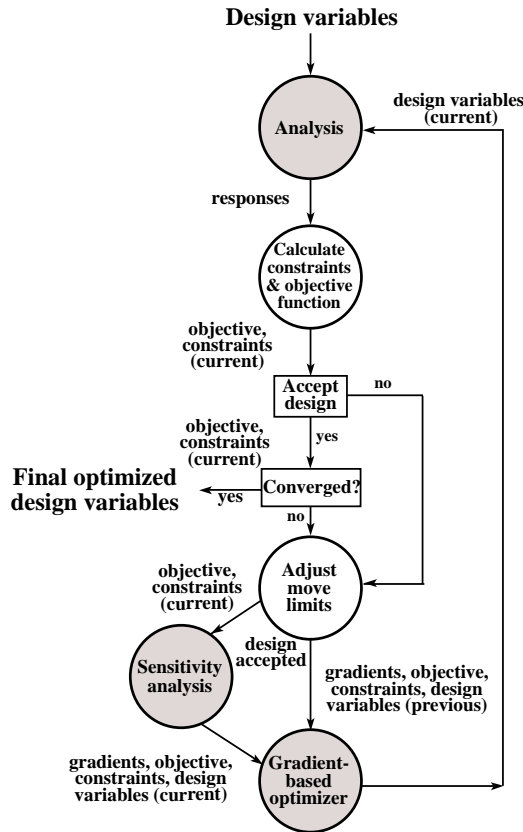 Design variables
design variables
(current)
Analysis
responses
Calculate
constraints
& objective
function
objective,
constraints
(current)
Accept
design
no
objective,
constraints
(current)
yes
Final optimized
design variables
yes
Converged?
no
objective,
constraints
(current)
Adjust
move
limits
design
accepted
Sensitivity
analysis
gradients, objective,
constraints, design
variables (previous)
gradients, objective,
constraints, design
variables (current)
Gradient-
based
optimizer